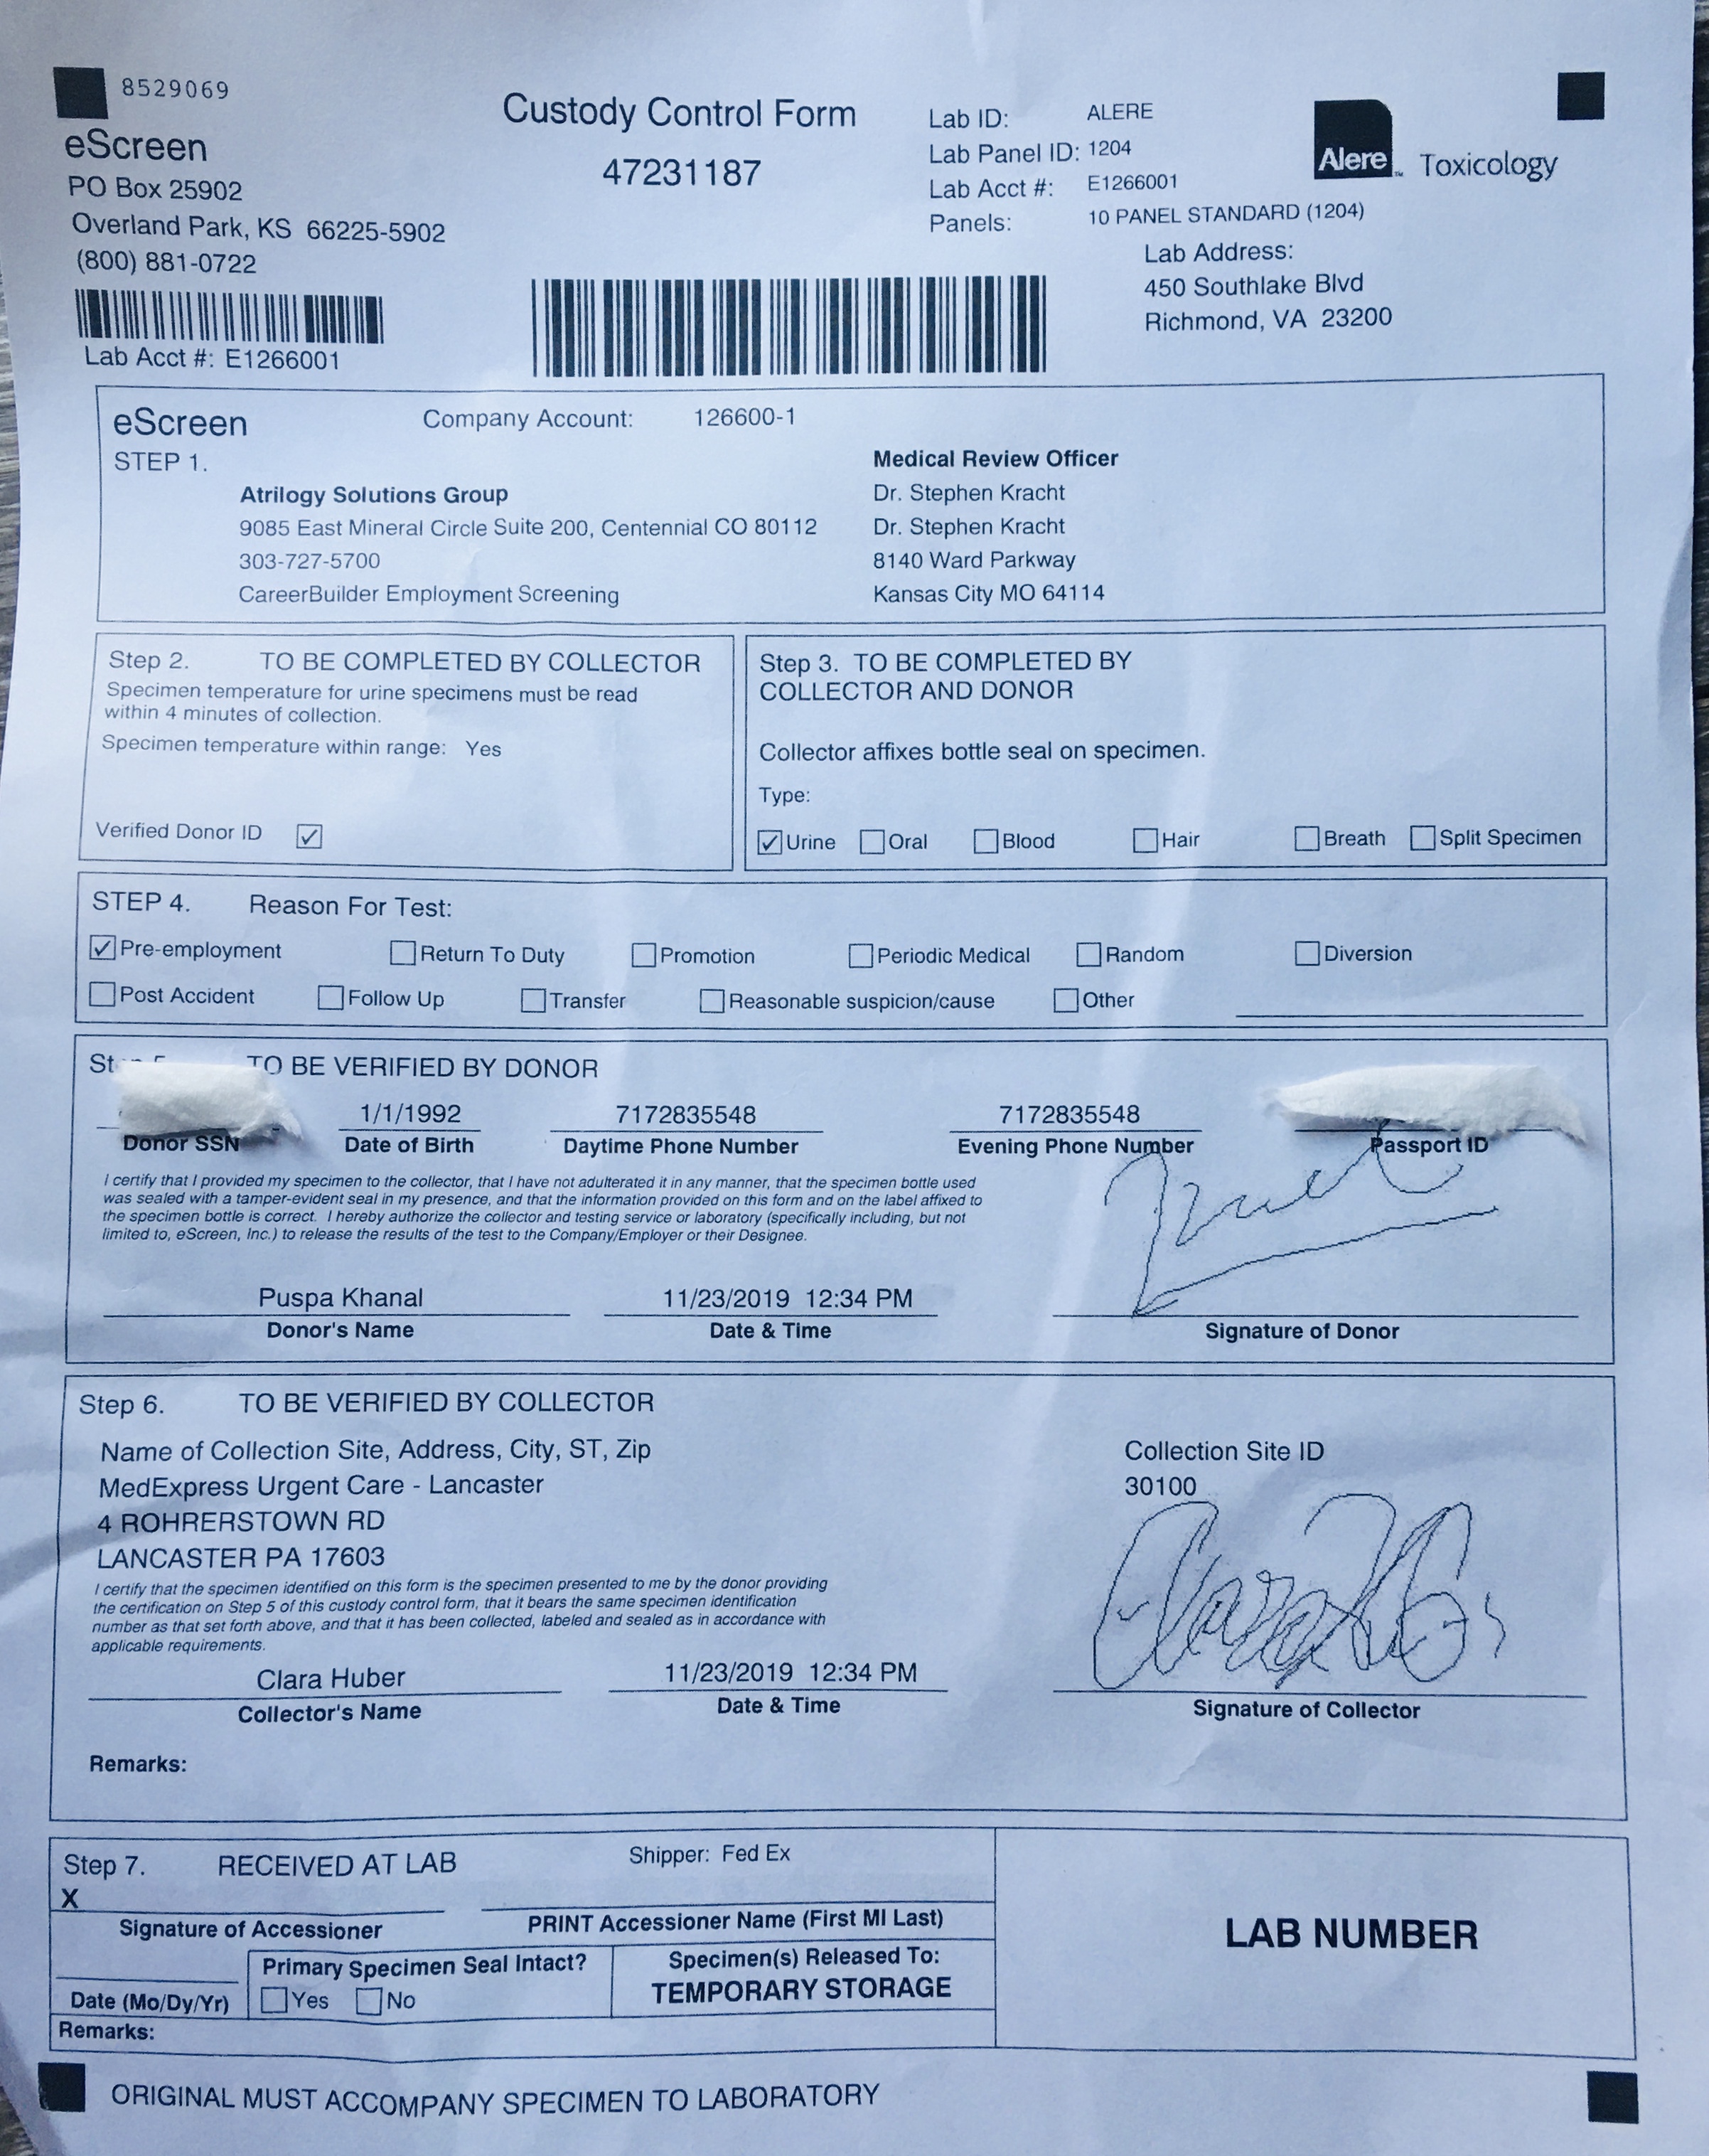 8529069
eScreen
PO Box 25902
Overland Park, KS 66225-5902
(800) 881-0722
Lab Acct #: E1266001
Custody Control Form
47231187
Lab ID: ALERE
Lab Panel ID: 1204
Lab Acct #: E1266001
Panels: 10 PANEL STANDARD (1204)
Lab Address:
450 Southlake Blvd
Richmond, VA 23200
Alere™ Toxicology
eScreen Company Account: 126600-1
STEP 1.
Atrilogy Solutions Group
9085 East Mineral Circle Suite 200, Centennial CO 80112
303-727-5700
CareerBuilder Employment Screening
Medical Review Officer
Dr. Stephen Kracht
Dr. Stephen Kracht
8140 Ward Parkway
Kansas City MO 64114
Step 2. TO BE COMPLETED BY COLLECTOR
Specimen temperature for urine specimens must be read
within 4 minutes of collection.
Specimen temperature within range: Yes
Verified Donor ID
Step 3. TO BE COMPLETED BY
COLLECTOR AND DONOR
Collector affixes bottle seal on specimen.
Type:
Urine Oral Blood Hair Breath Split Specimen
STEP 4. Reason For Test:
Pre-employment Return To Duty Promotion Periodic Medical Random Diversion
Post Accident Follow Up Transfer Reasonable suspicion/cause Other
TO BE VERIFIED BY DONOR
1/1/1992 7172835548 7172835548
Donor SSN Date of Birth Daytime Phone Number Evening Phone Number Passport ID
I certify that I provided my specimen to the collector, that I have not adulterated it in any manner, that the specimen bottle used
was sealed with a tamper-evident seal in my presence, and that the information provided on this form and on the label affixed to
the specimen bottle is correct. I hereby authorize the collector and testing service or laboratory (specifically including, but not
limited to, eScreen, Inc.) to release the results of the test to the Company/Employer or their Designee.
Puspa Khanal 11/23/2019 12:34 PM
Donor's Name Date & Time Signature of Donor
Step 6. TO BE VERIFIED BY COLLECTOR
Name of Collection Site, Address, City, ST, Zip
MedExpress Urgent Care - Lancaster
4 ROHRERSTOWN RD
LANCASTER PA 17603
Collection Site ID
30100
I certify that the specimen identified on this form is the specimen presented to me by the donor providing
the certification on Step 5 of this custody control form, that it bears the same specimen identification
number as that set forth above, and that it has been collected, labeled and sealed as in accordance with
applicable requirements.
Clara Huber 11/23/2019 12:34 PM
Collector's Name Date & Time Signature of Collector
Remarks:
Step 7. RECEIVED AT LAB Shipper: Fed Ex
X
Signature of Accessioner PRINT Accessioner Name (First MI Last)
Primary Specimen Seal Intact?
Yes No
Date (Mo/Dy/Yr)
Specimen(s) Released To:
TEMPORARY STORAGE
Remarks:
LAB NUMBER
ORIGINAL MUST ACCOMPANY SPECIMEN TO LABORATORY